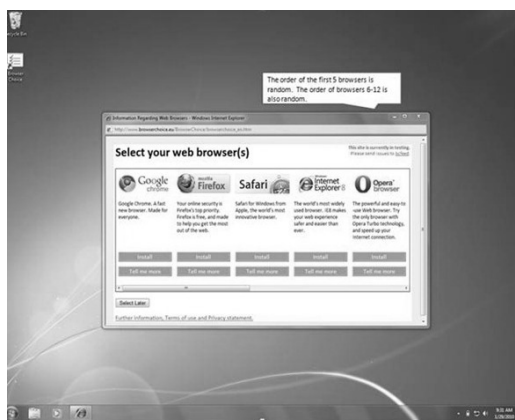 Recycle Bin
Browser
Choice
The order of the first 5 browsers is
random. The order of browsers 6-12 is
also random.
Information Regarding Web Browsers - Windows Internet Explorer
http://www.browserchoice.eu/BrowserChoice/browserchoice_en.htm
Select your web browser(s)
This site is currently in testing
Please send issues to
Google
chrome
mozilla
Firefox
Safari
Internet
Explorer 8
Opera
browser
Google Chrome. A fast
new browser. Made for
everyone.
Your online security is
Firefox's top priority.
Firefox is free, and made
to help you get the most
out of the web.
Safari for Windows from
Apple, the world's most
innovative browser.
The world's most widely
used browser. IE8 makes
your web experience
safer and easier than
ever.
The powerful and easy to
use Web browser. Try
the only browser with
Opera Turbo technology,
and speed up your
internet connection.
Install
Install
Install
Install
Install
Tell me more
Tell me more
Tell me more
Tell me more
Tell me more
Select Later
Further information, Terms of use and Privacy statement.